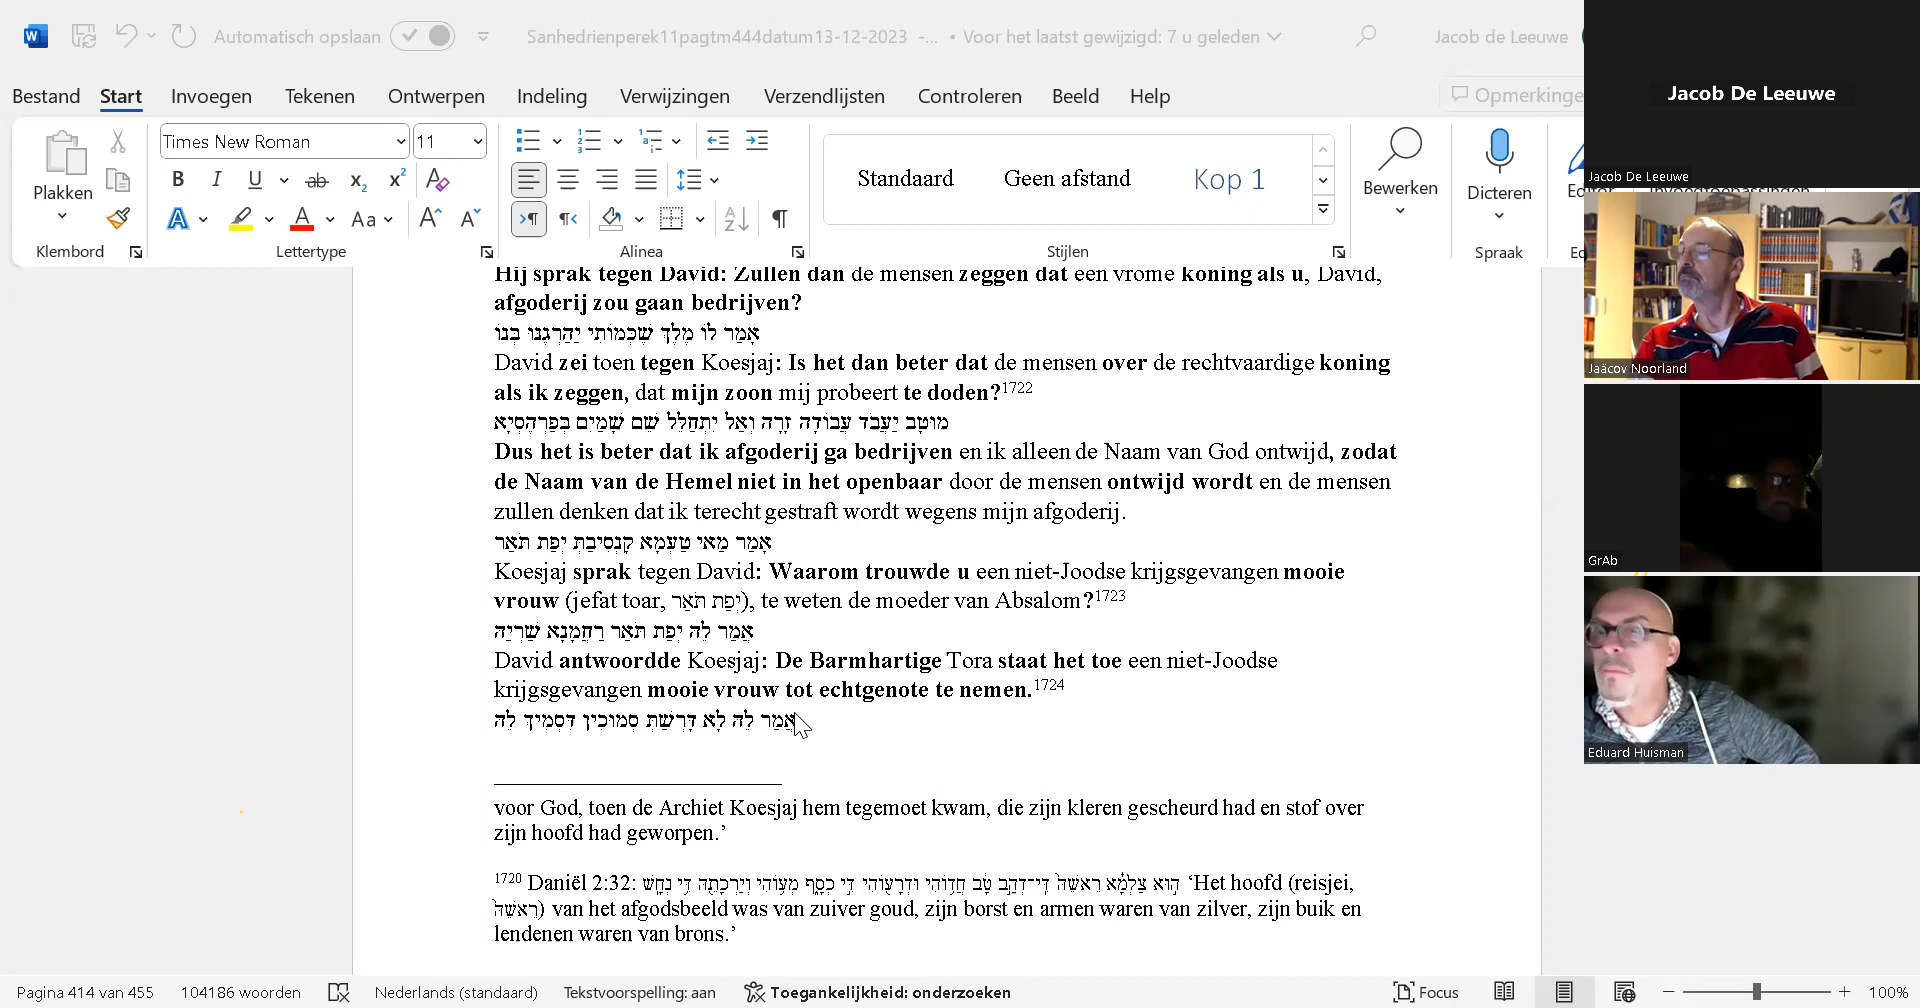 Automatisch opslaan
Sanhedrienperek11pagtm444datum13-12-2023 -... • Voor het laatst gewijzigd: 7 u geleden
Jacob de Leeuwe
Bestand Start Invoegen Tekenen Ontwerpen Indeling Verwijzingen Verzendlijsten Controleren Beeld Help
Opmerkinge
Plakken
Klembord
Times New Roman 11
Lettertype
Alinea
Standaard Geen afstand Kop 1
Stijlen
Bewerken
Dicteren
Spraak
Jacob De Leeuwe
Jacob De Leeuwe
Jaäcov Noorland
GrAb
Eduard Huisman
Hij sprak tegen David: Zullen dan de mensen zeggen dat een vrome koning als u, David,
afgoderij zou gaan bedrijven?
אָמַר לוֹ מֶלֶךְ שֶׁכְּמוֹתִי יַהַרְגֶנּוּ בְּנוֹ
David zei toen tegen Koesjaj: Is het dan beter dat de mensen over de rechtvaardige koning
als ik zeggen, dat mijn zoon mij probeert te doden?1722
מוּטָב יַעֲבֹד עֲבוֹדָה זָרָה וְאַל יִתְחַלֵּל שֵׁם שָׁמַיִם בְּפַרְהֶסְיָא
Dus het is beter dat ik afgoderij ga bedrijven en ik alleen de Naam van God ontwijd, zodat
de Naam van de Hemel niet in het openbaar door de mensen ontwijd wordt en de mensen
zullen denken dat ik terecht gestraft wordt wegens mijn afgoderij.
אָמַר מַאי טַעְמָא קָנְסִיבַתְּ יְפַת תֹּאַר
Koesjaj sprak tegen David: Waarom trouwde u een niet-Joodse krijgsgevangen mooie
vrouw (jefat toar, יְפַת תֹּאַר), te weten de moeder van Absalom?1723
אֲמַר לֵהּ יְפַת תֹּאַר רַחֲמָנָא שַׁרְיַהּ
David antwoordde Koesjaj: De Barmhartige Tora staat het toe een niet-Joodse
krijgsgevangen mooie vrouw tot echtgenote te nemen.1724
אֲמַר לֵהּ לָא דָּרְשַׁתְּ סְמוּכִין דִּסְמִיךְ לֵהּ
voor God, toen de Archiet Koesjaj hem tegemoet kwam, die zijn kleren gescheurd had en stof over
zijn hoofd had geworpen.’
1720 Daniël 2:32: ה֣וּא צַלְמָ֗א רֵאשֵׁהּ֙ דִּֽי־דְהַ֣ב טָ֔ב חֲד֥וֹהִי וּדְרָע֖וֹהִי דִּ֣י כְסַ֑ף מְע֥וֹהִי וְיַרְכָתֵ֖הּ דִּ֥י נְחָֽשׁ ‘Het hoofd (reisjei,
רֵאשֵׁהּ֙) van het afgodsbeeld was van zuiver goud, zijn borst en armen waren van zilver, zijn buik en
lendenen waren van brons.’
Pagina 414 van 455 104186 woorden Nederlands (standaard) Tekstvoorspelling: aan Toegankelijkheid: onderzoeken Focus 100%